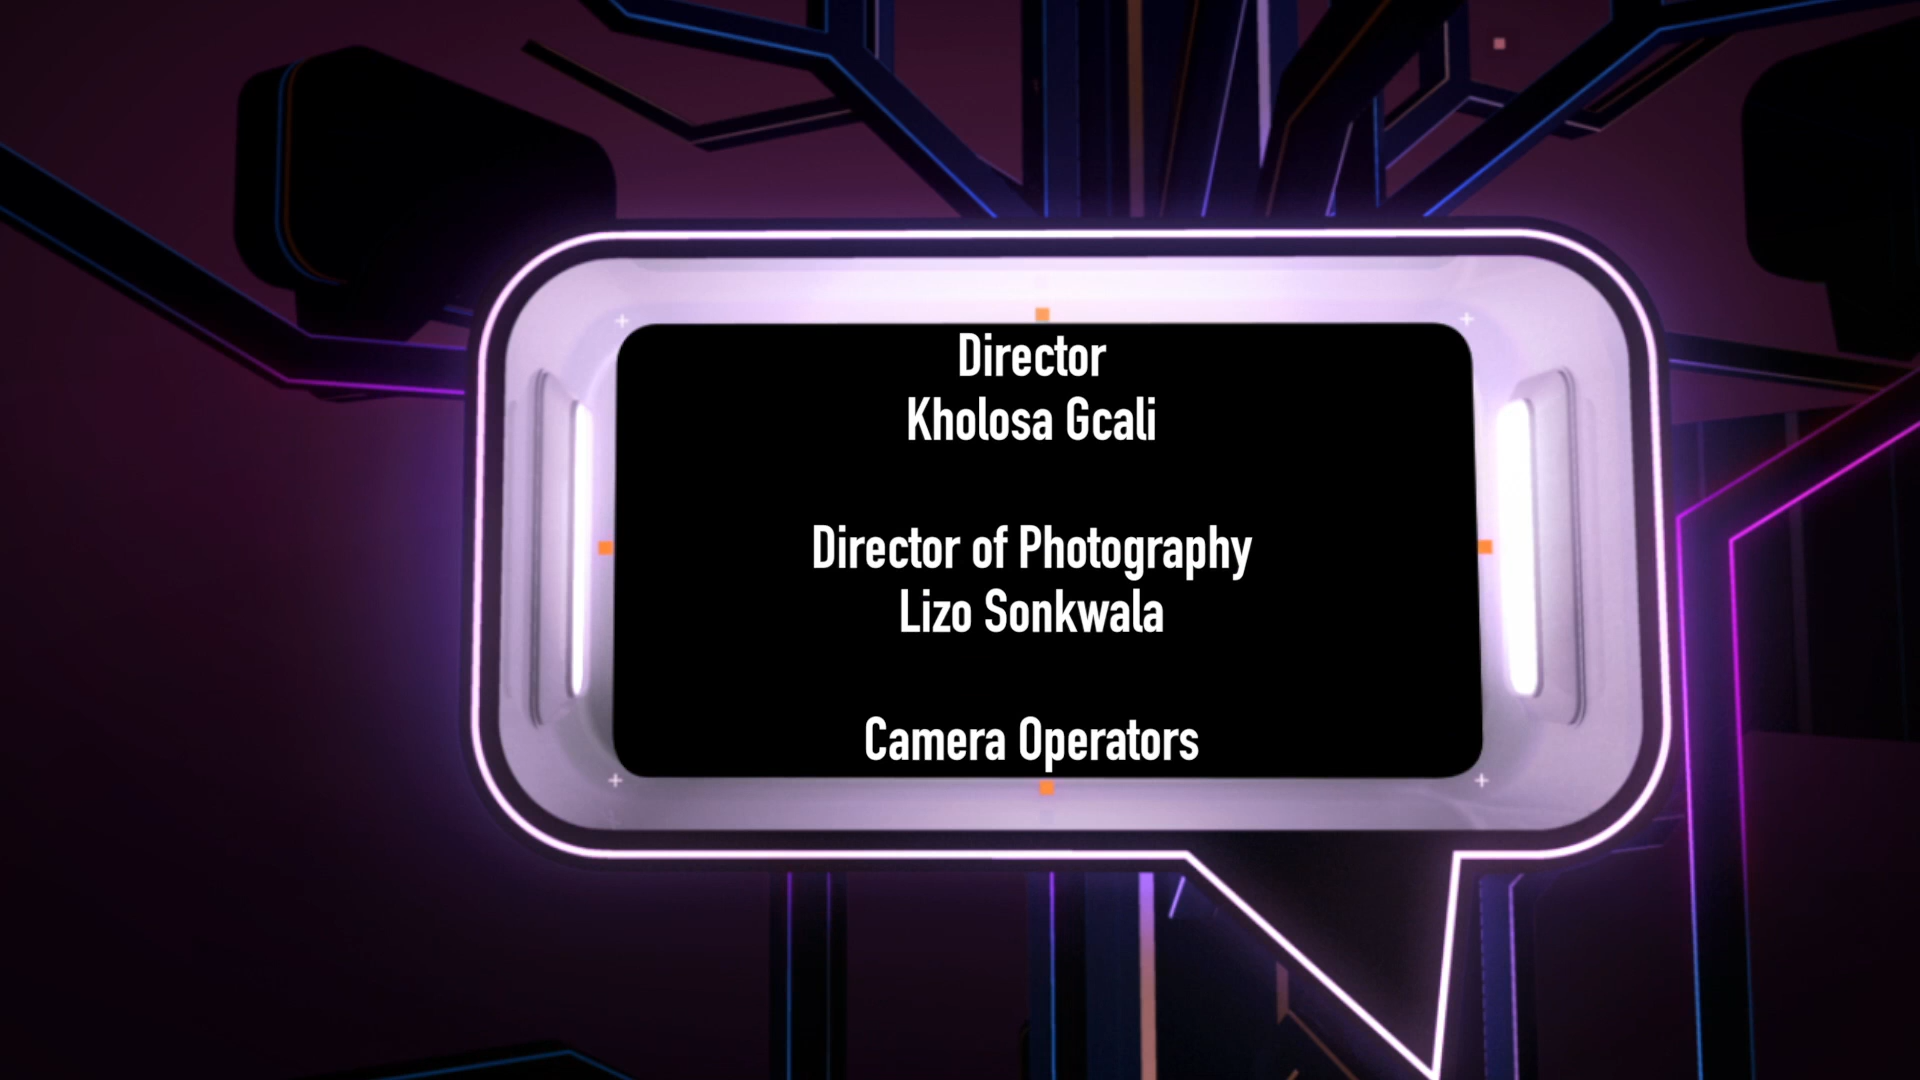 Director
Kholosa Gcali
Director of Photography
Lizo Sonkwala
Camera Operators